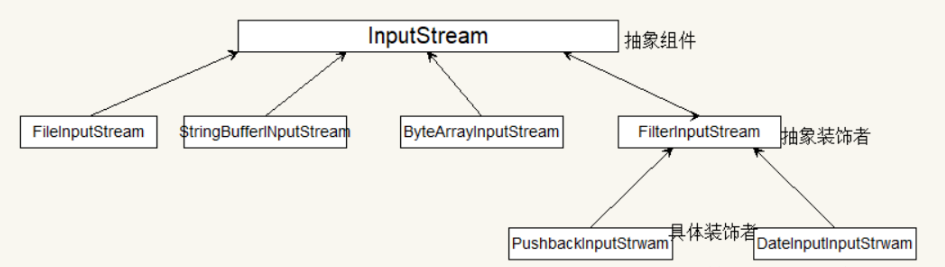 InputStream
抽象组件
FileInputStream
StringBufferINputStream
ByteArrayInputStream
FilterInputStream
抽象装饰者
PushbackInputStrwam
具体装饰者
DateInputInputStrwam